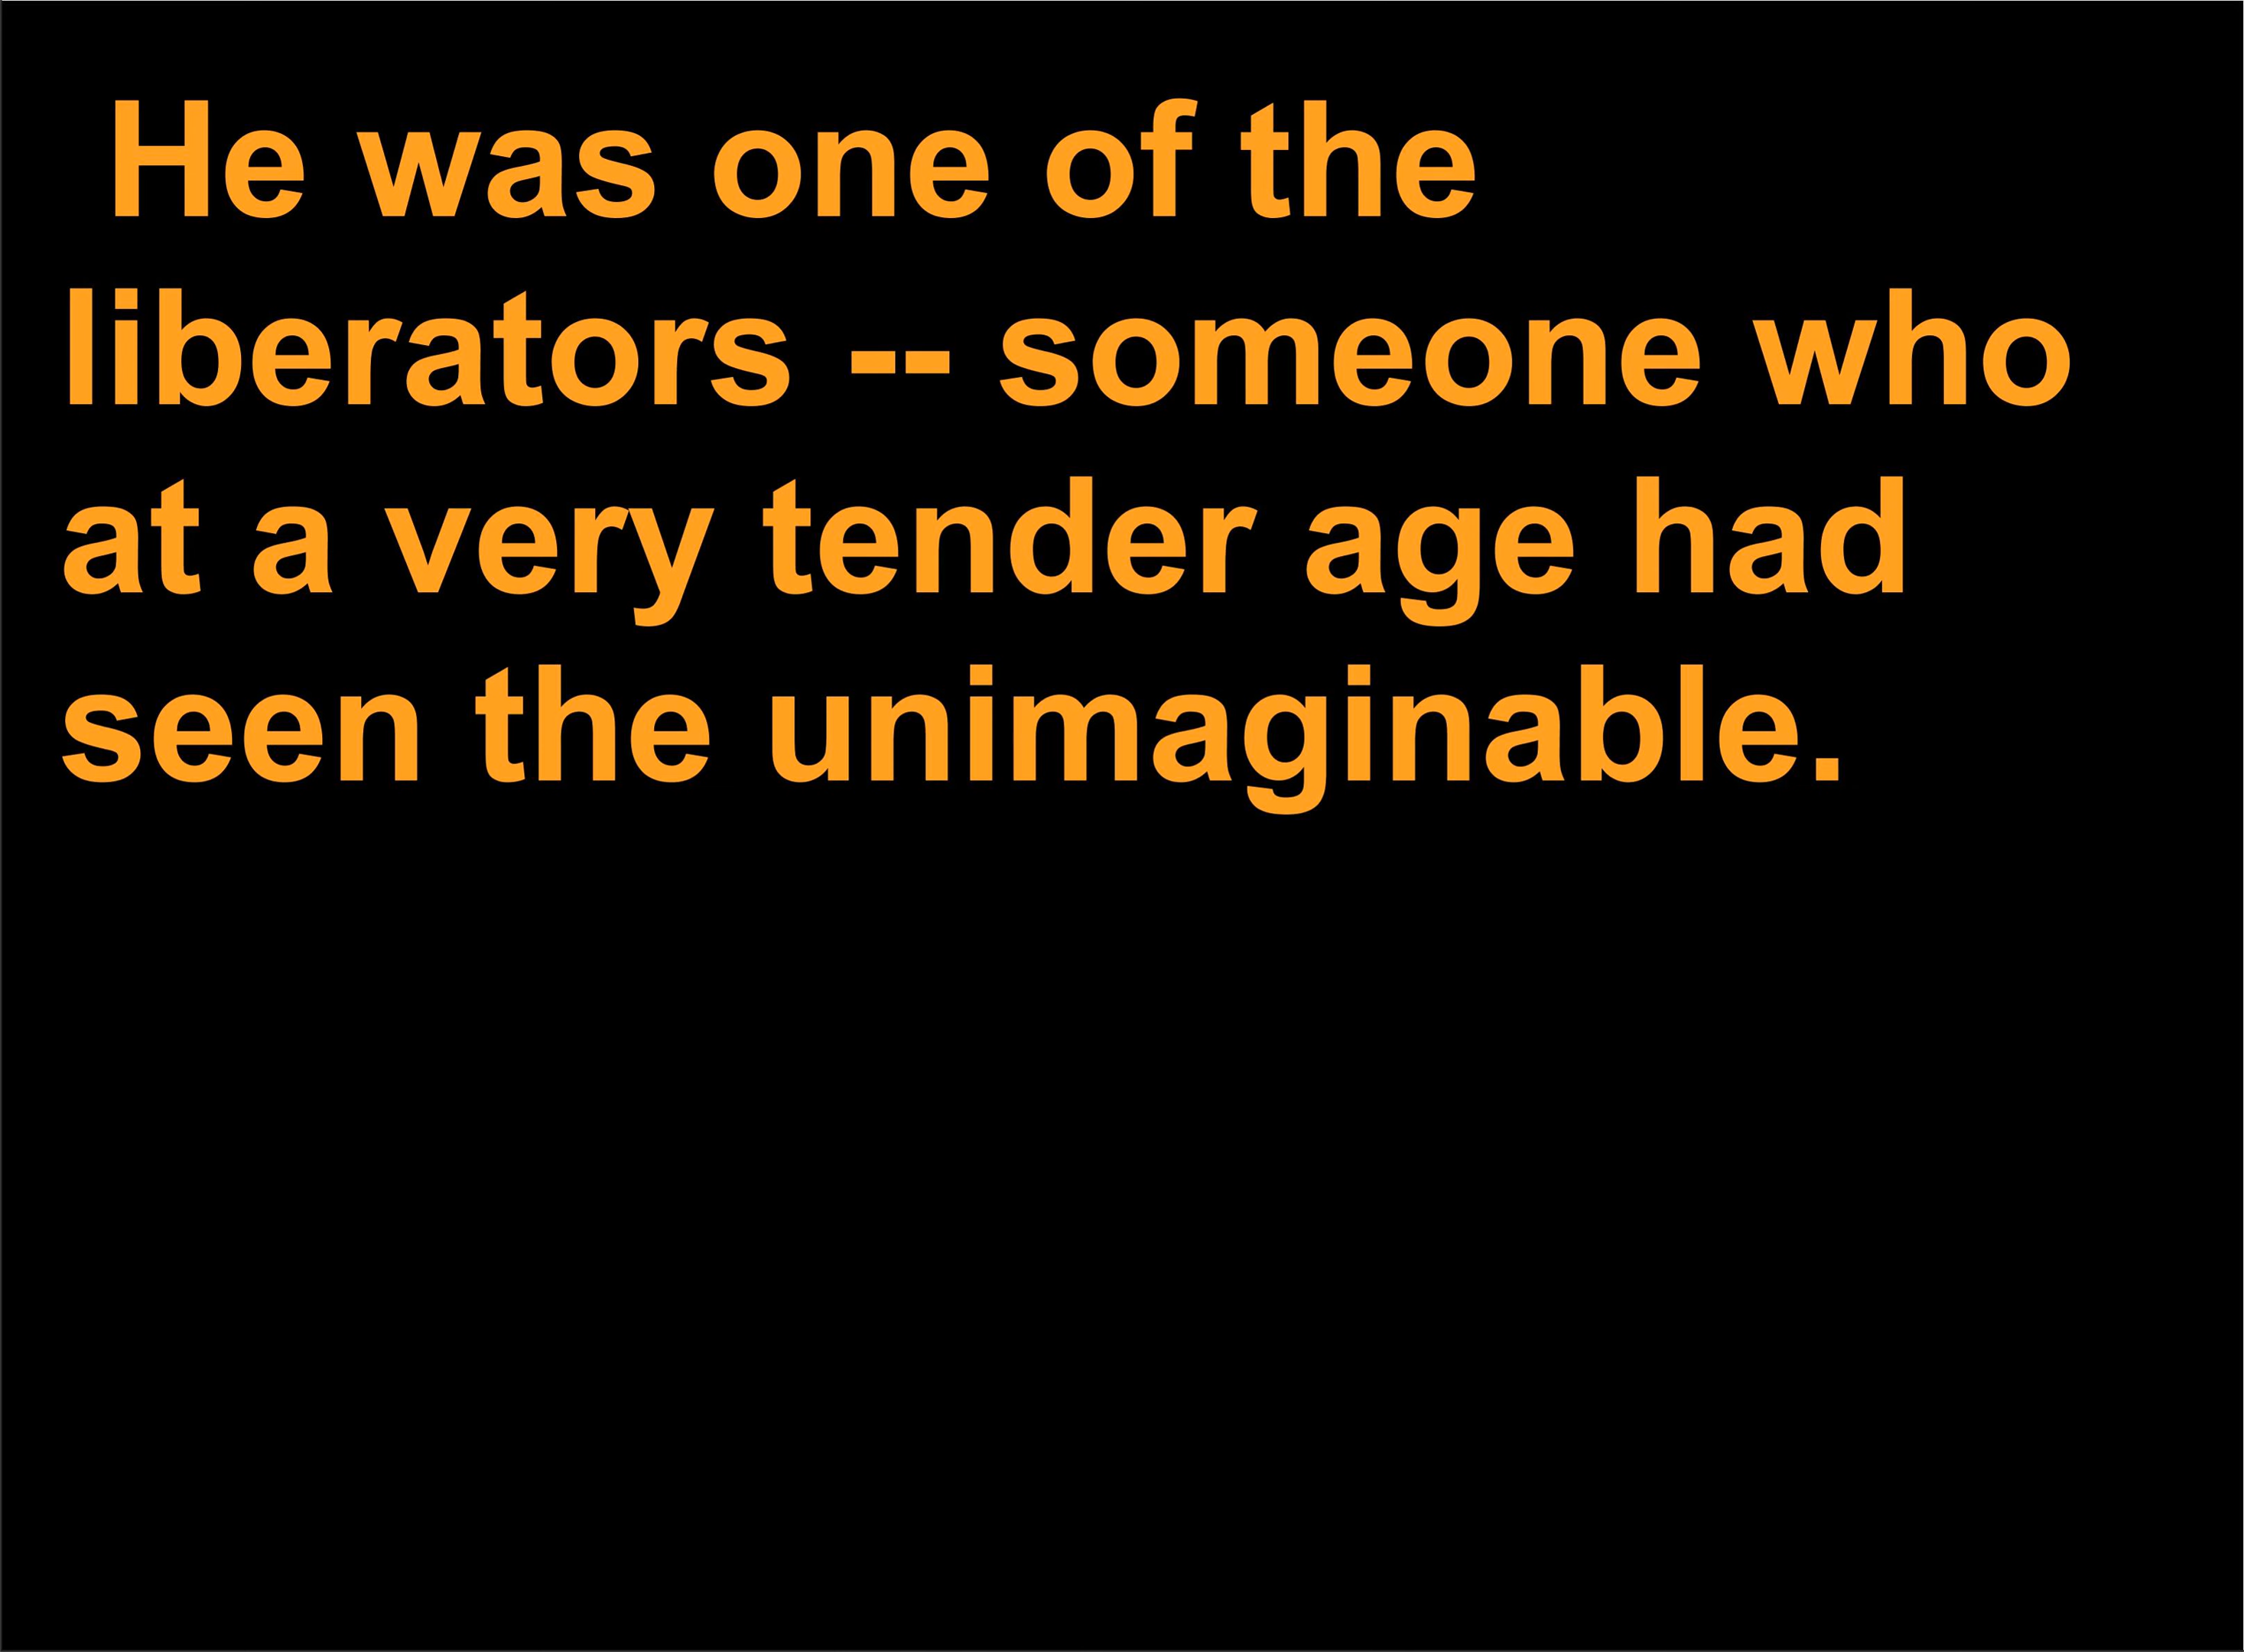 He was one of the
liberators -- someone who
at a very tender age had
seen the unimaginable.